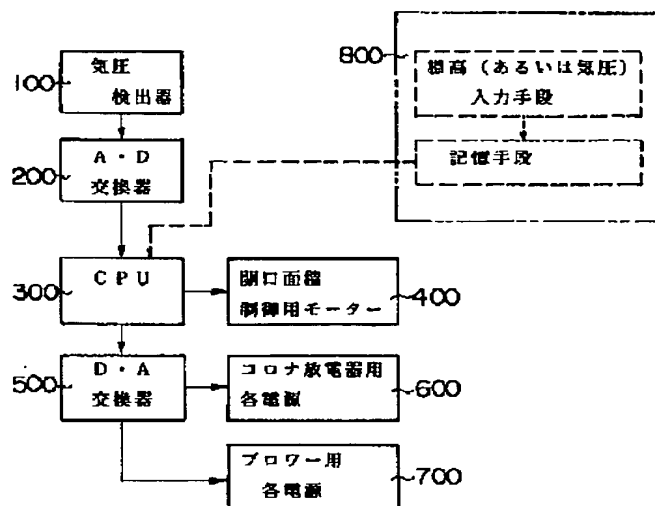 100
気圧
検出器
200
A・D
交換器
300
CPU
開口面積
制御用モーター
400
500
D・A
交換器
コロナ放電器用
各電源
600
ブロワー用
各電源
700
800
標高(あるいは気圧)
入力手段
記憶手段